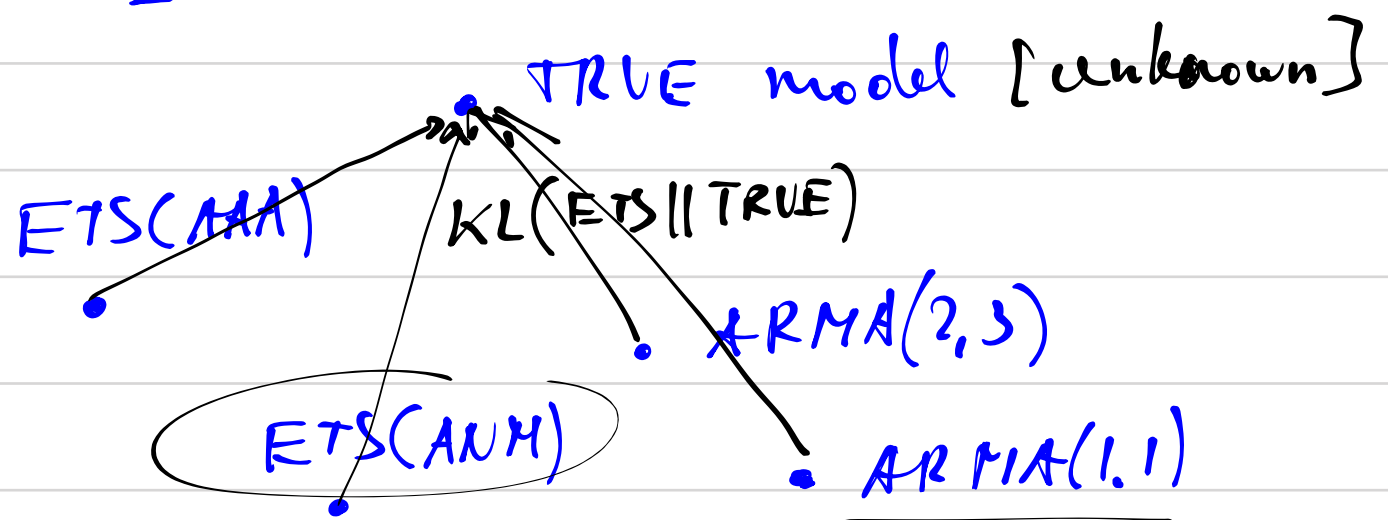 TRUE model [unknown]
ETS(AAA)
KL(ETS||TRUE)
ARMA(2,3)
ETS(ANM)
ARMA(1,1)